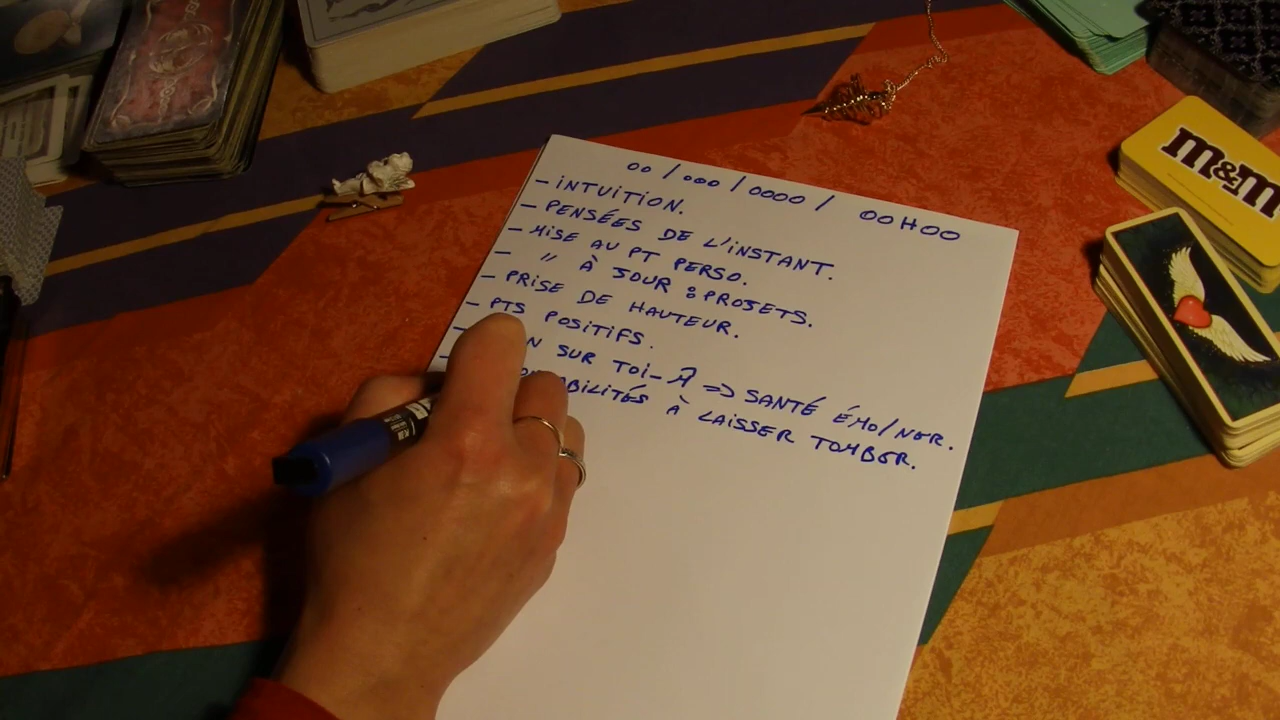 00/000/0000/ 00H00
- INTUITION.
- PENSÉES DE L'INSTANT.
- MISE AU PT PERSO.
- " À JOUR : PROJETS.
- PRISE DE HAUTEUR.
- PTS POSITIFS.
SUR TOI- => SANTÉ ÉMO/NER.
À LAISSER TOMBER.
M&M